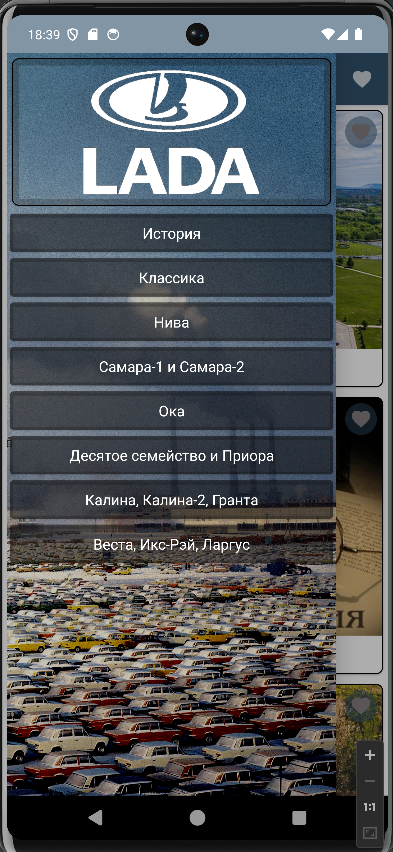 18:39
LADA
История
Классика
Нива
Самара-1 и Самара-2
Ока
Десятое семейство и Приора
Калина, Калина-2, Гранта
Веста, Икс-Рэй, Ларгус
ИЯ
1:1